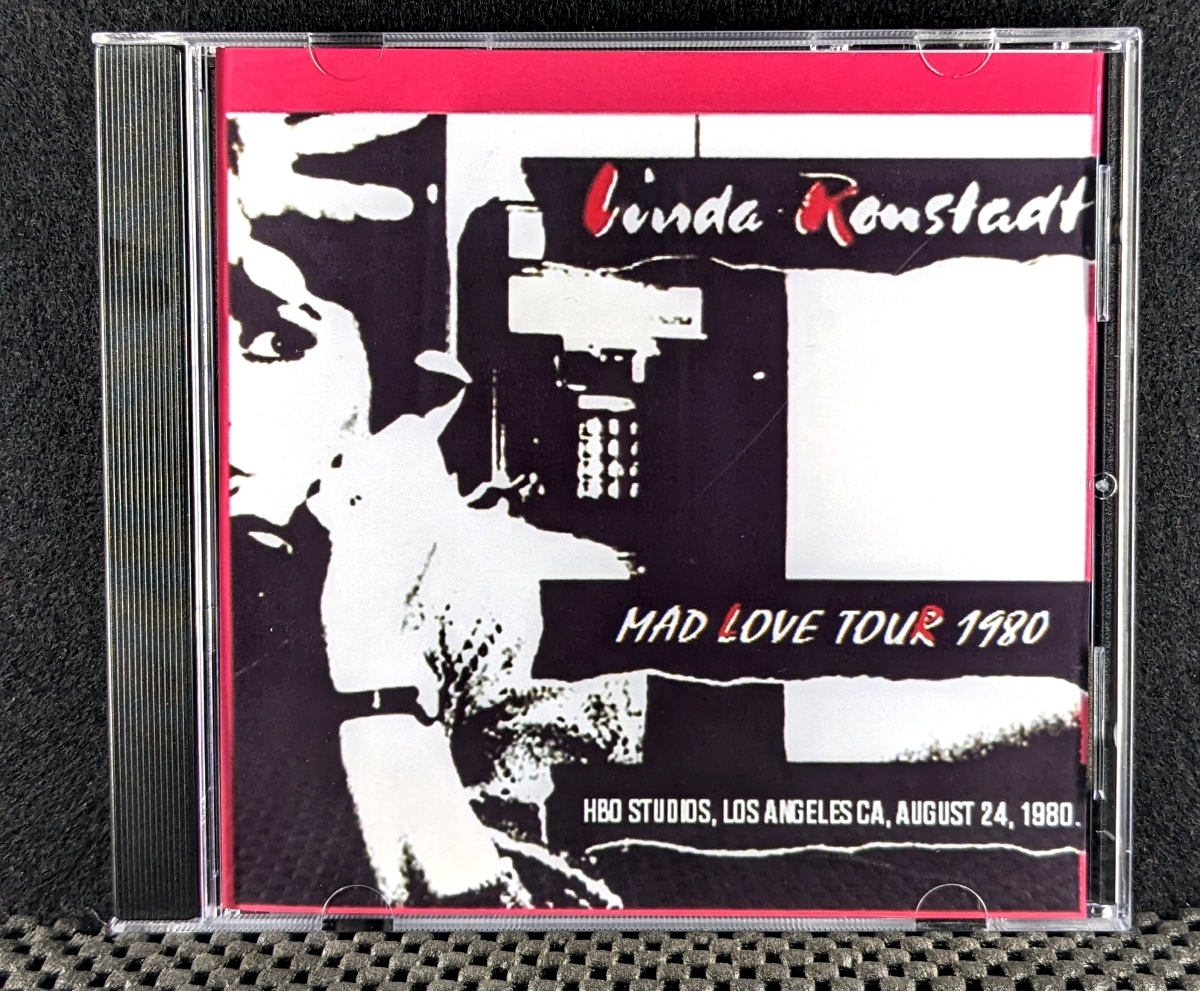 Linda Ronstadt
MAD LOVE TOUR 1980
HBO STUDIOS, LOS ANGELES CA, AUGUST 24, 1980.